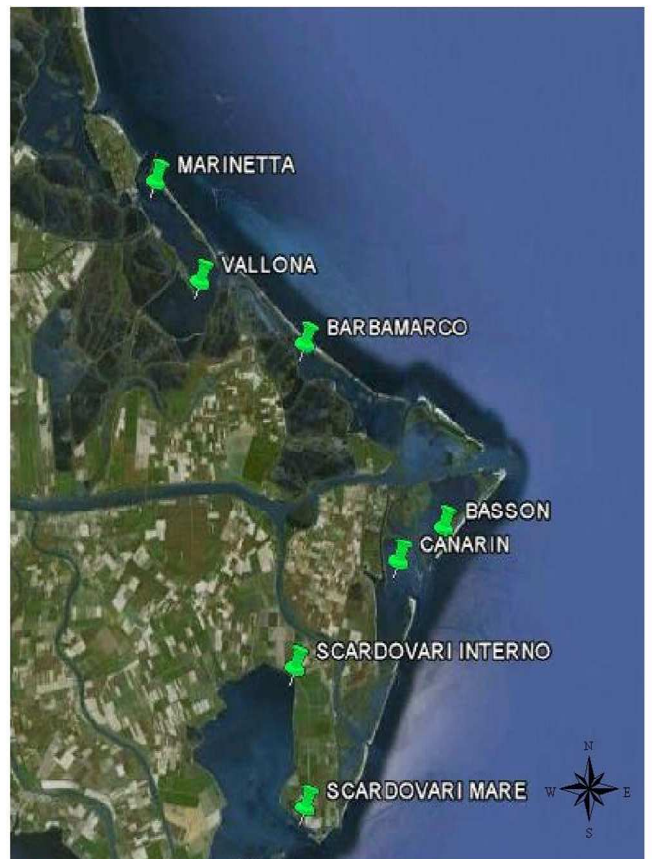 MARINETTA
VALLONA
BARBAMARCO
BASSON
CANARIN
SCARDOVARI INTERNO
SCARDOVARI MARE
N
W E
S